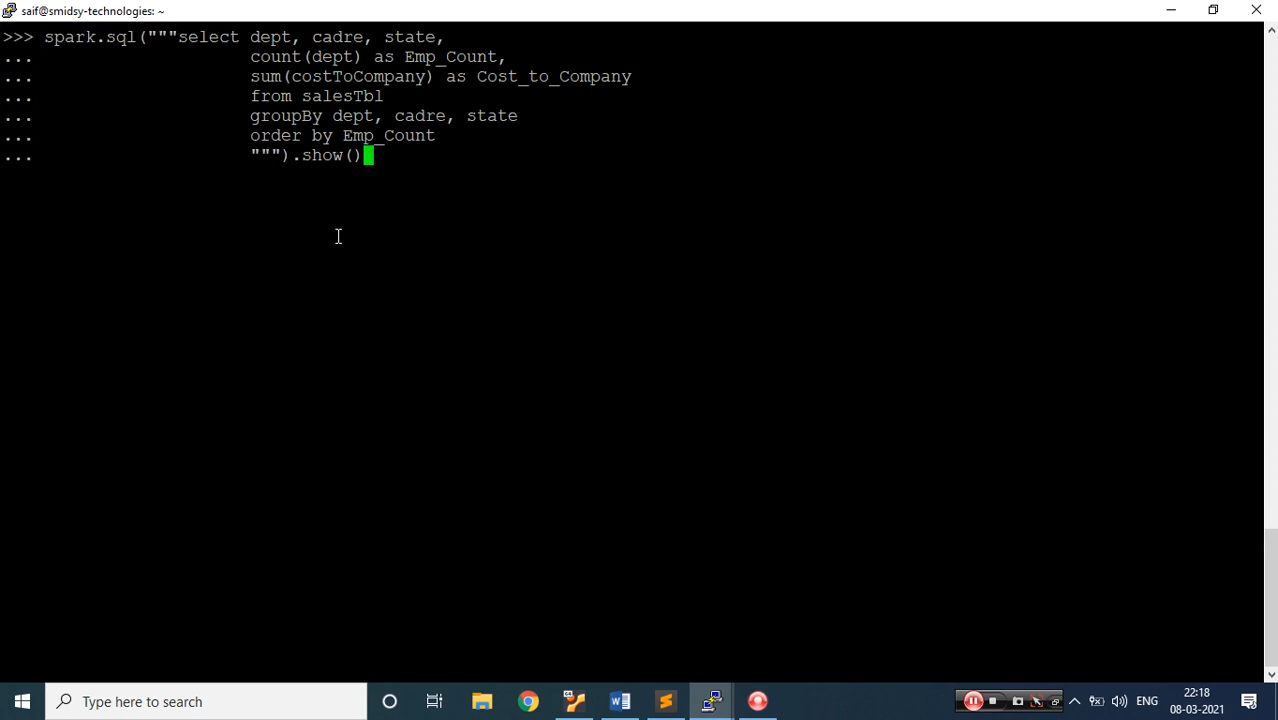 saif@smidsy-technologies: ~
>>> spark.sql("""select dept, cadre, state,
...                     count(dept) as Emp_Count,
...                     sum(costToCompany) as Cost_to_Company
...                     from salesTbl
...                     groupBy dept, cadre, state
...                     order by Emp_Count
...                     """).show()
Type here to search
ENG
22:18
08-03-2021